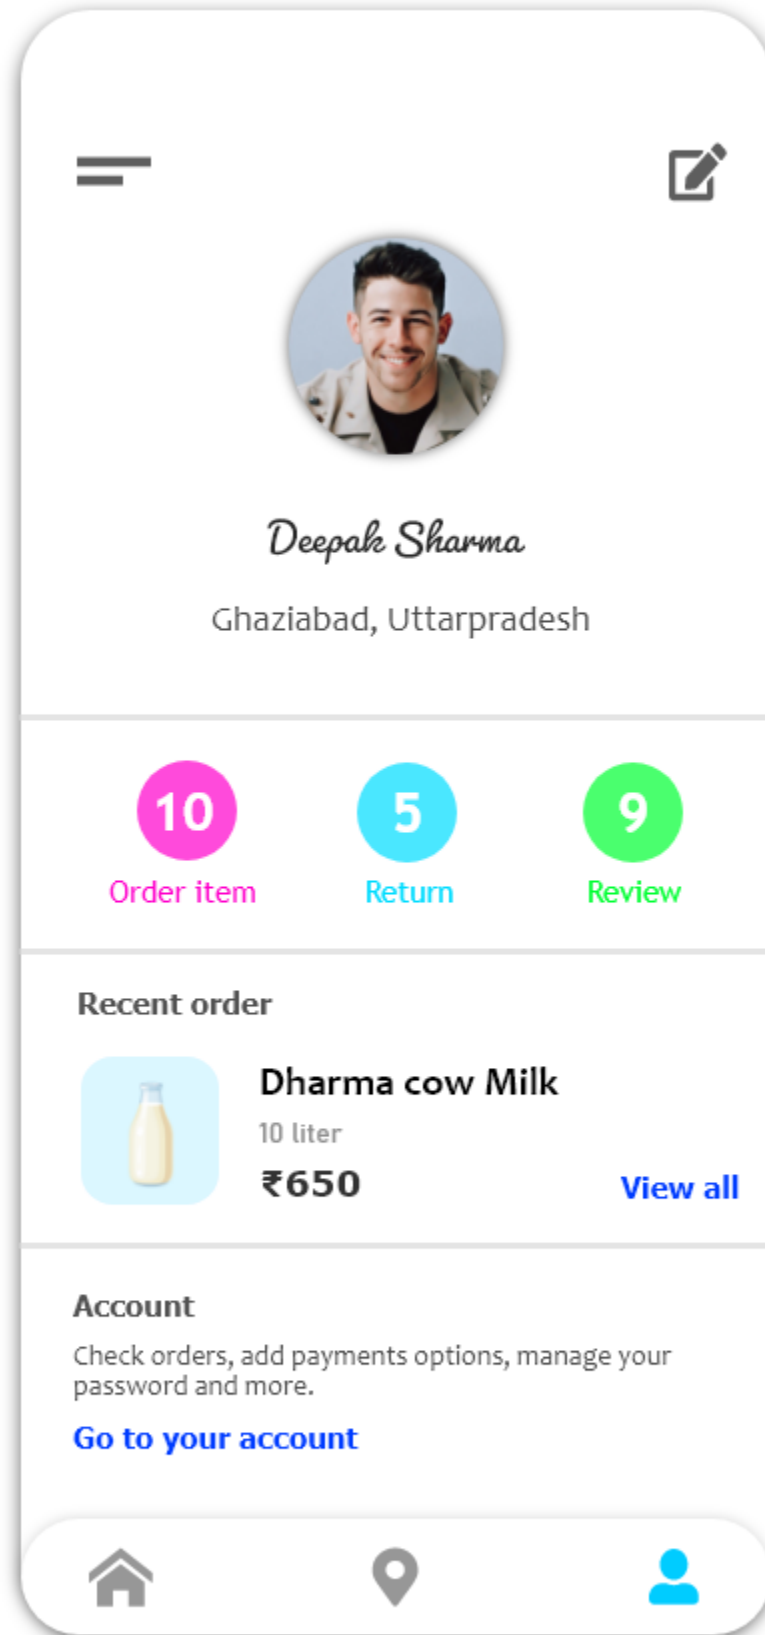 Deepak Sharma
Ghaziabad, Uttarpradesh
10 5 9
Order item Return Review
Recent order
Dharma cow Milk
10 liter
₹650
View all
Account
Check orders, add payments options, manage your
password and more.
Go to your account